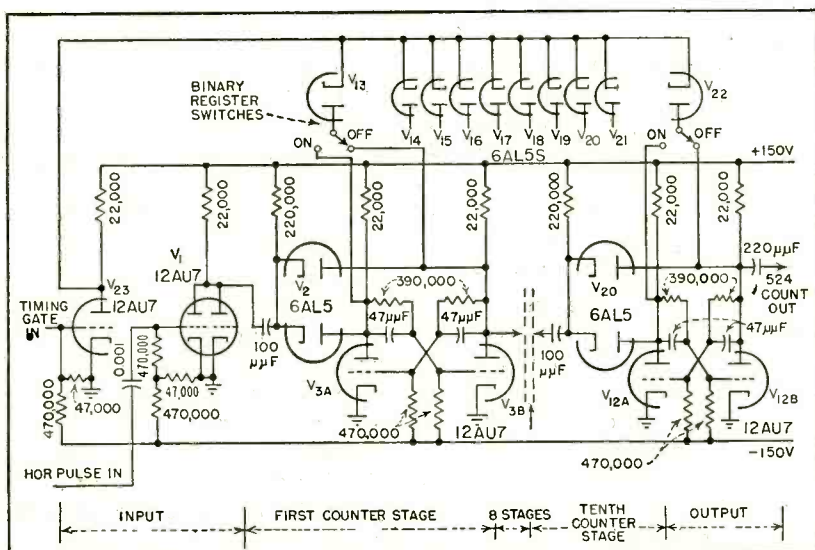 V13
V14
V15
V16
V17
V18
V19
V20
V21
V22
BINARY
REGISTER
SWITCHES
ON
OFF
6AL5S
ON
OFF
+150V
22,000
22,000
220,000
22,000
22,000
220,000
22,000
22,000
V23
12AU7
V1
12AU7
V2
6AL5
390,000
47μμF
47μμF
V20
6AL5
390,000
220μμF
524
COUNT
OUT
47μμF
TIMING
GATE
IN
0.001
470,000
47,000
470,000
47,000
470,000
100
μμF
V3A
V3B
100
μμF
V12A
V12B
470,000
12AU7
12AU7
470,000
-150V
HOR PULSE IN
INPUT
FIRST COUNTER STAGE
8 STAGES
TENTH
COUNTER
STAGE
OUTPUT